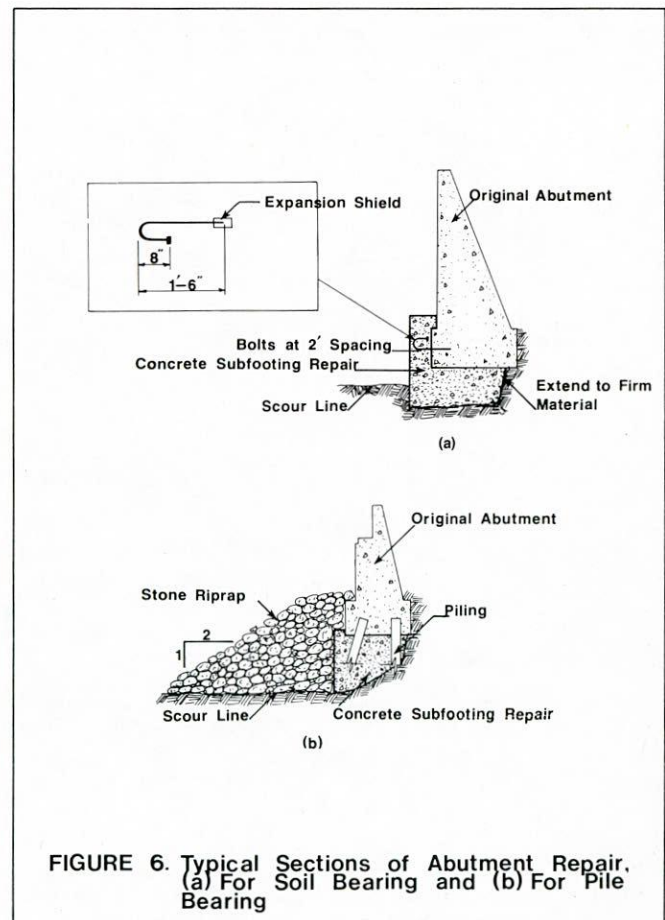 Expansion Shield
8"
1'-6"
Original Abutment
Bolts at 2' Spacing
Concrete Subfooting Repair
Scour Line
Extend to Firm
Material
(a)
Original Abutment
Stone Riprap
Piling
2
1
Scour Line
Concrete Subfooting Repair
(b)
FIGURE 6. Typical Sections of Abutment Repair,
(a) For Soil Bearing and (b) For Pile
Bearing